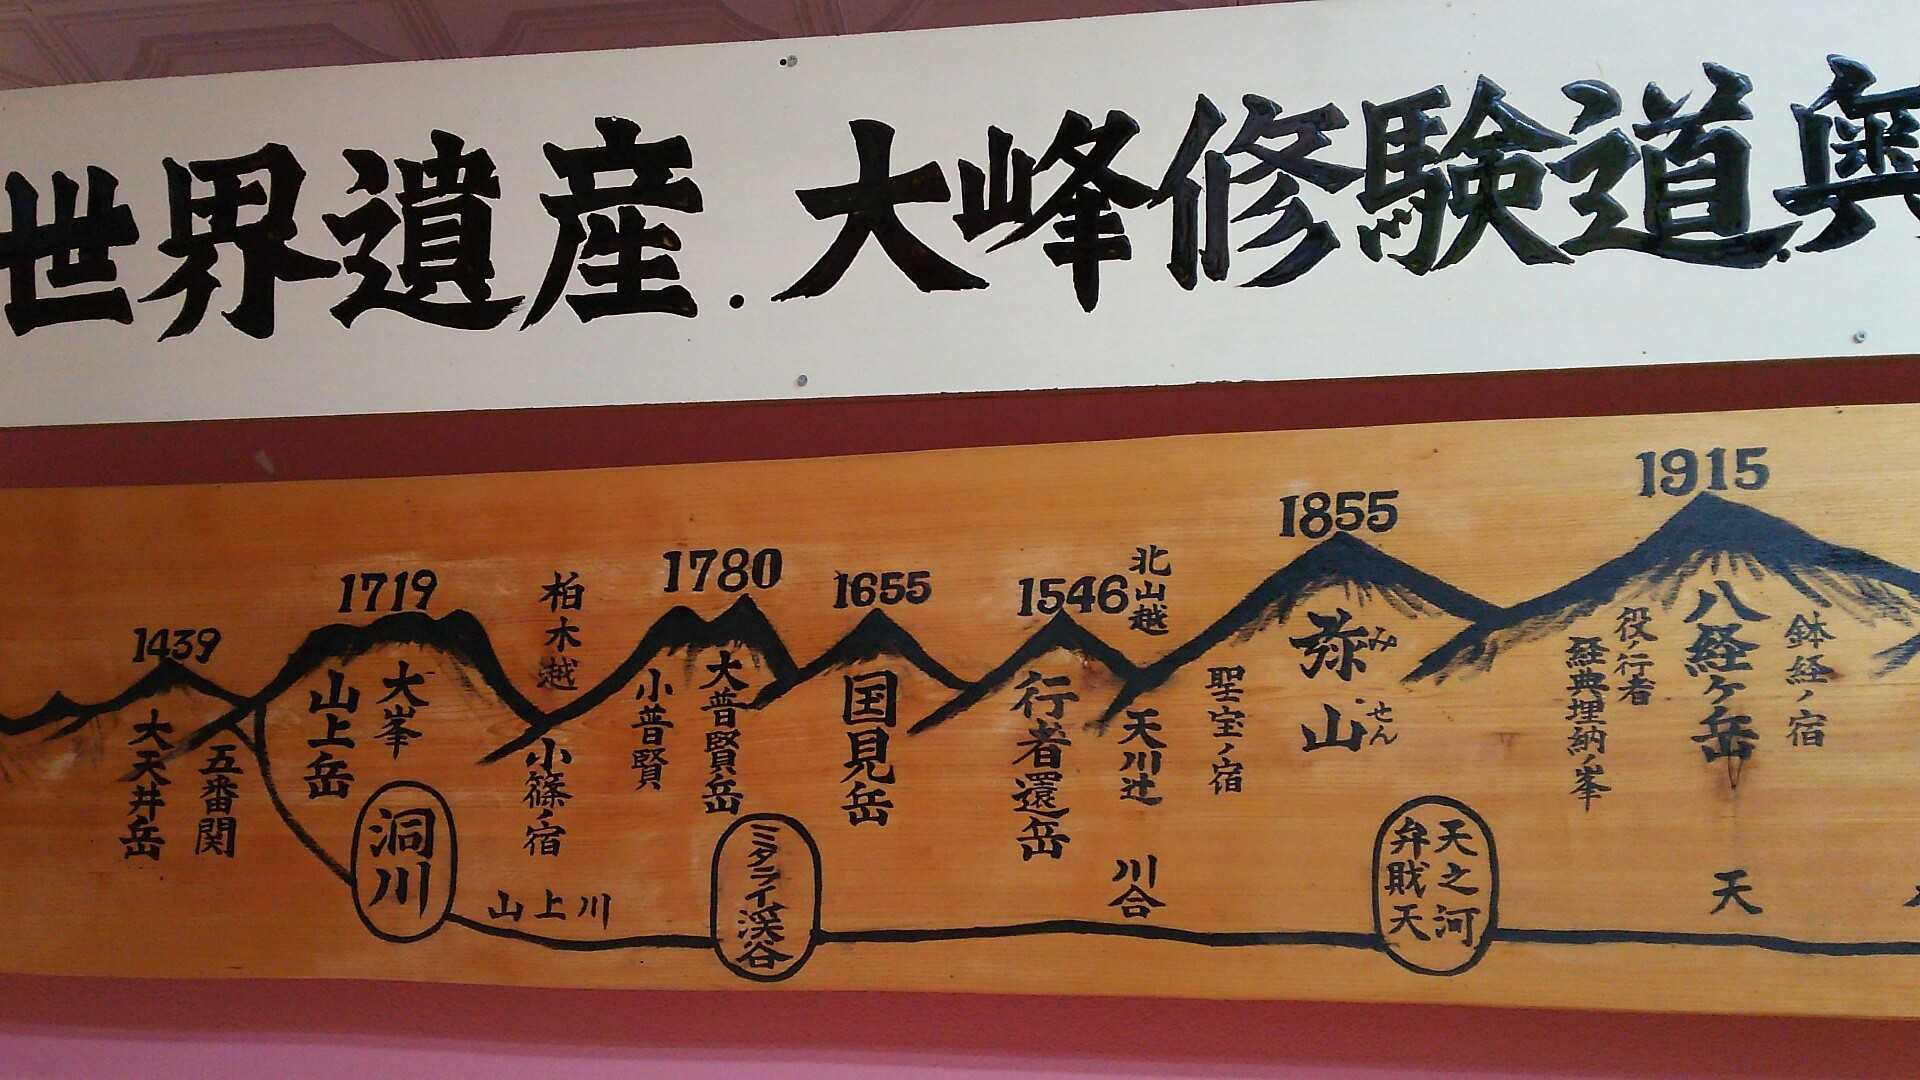 世界遺産.大峰修験道奥
1439
大天井岳
五番関
1719
大峯
山上岳
洞川
柏木越
小篠ノ宿
山上川
1780
小普賢
大普賢岳
ミタライ渓谷
1655
国見岳
1546
行者還岳
北山越
天川辻
川合
聖宝ノ宿
1855
弥山
みせん
天之河
弁財天
1915
役ノ行者
経典埋納ノ峯
八経ヶ岳
鉢経ノ宿
天